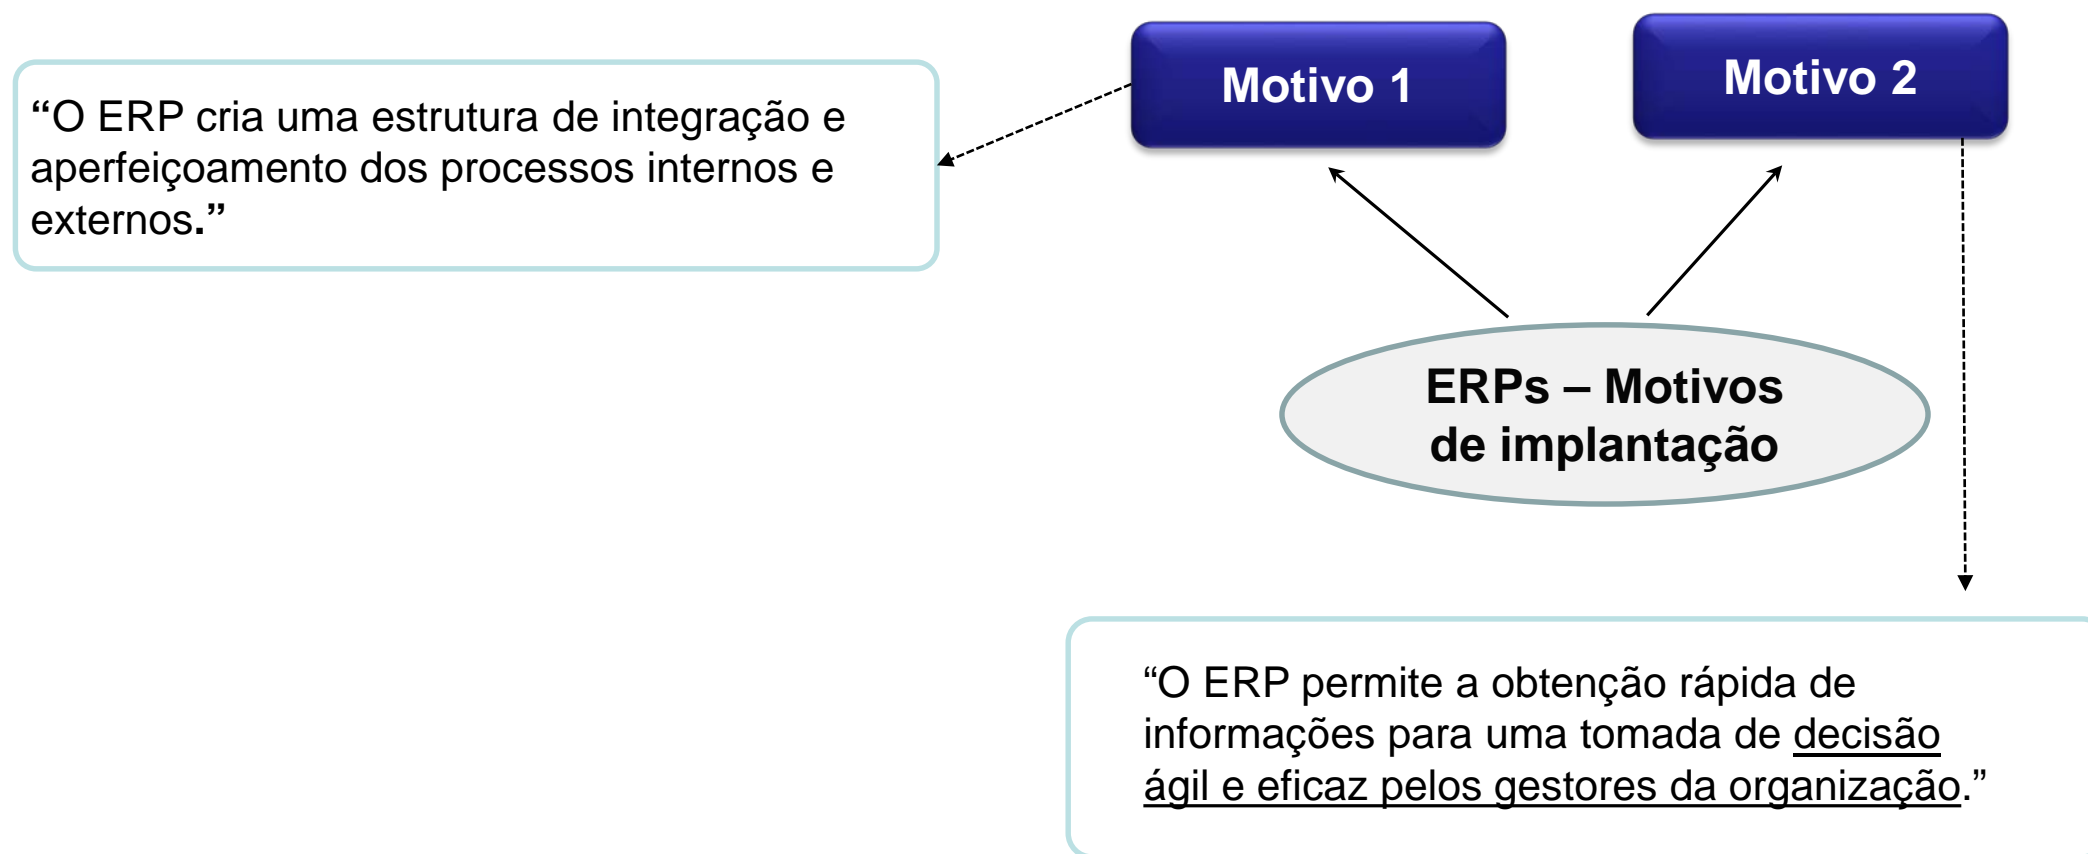 Motivo 1
Motivo 2
“O ERP cria uma estrutura de integração e
aperfeiçoamento dos processos internos e
externos.”
ERPs – Motivos
de implantação
“O ERP permite a obtenção rápida de
informações para uma tomada de decisão
ágil e eficaz pelos gestores da organização.”